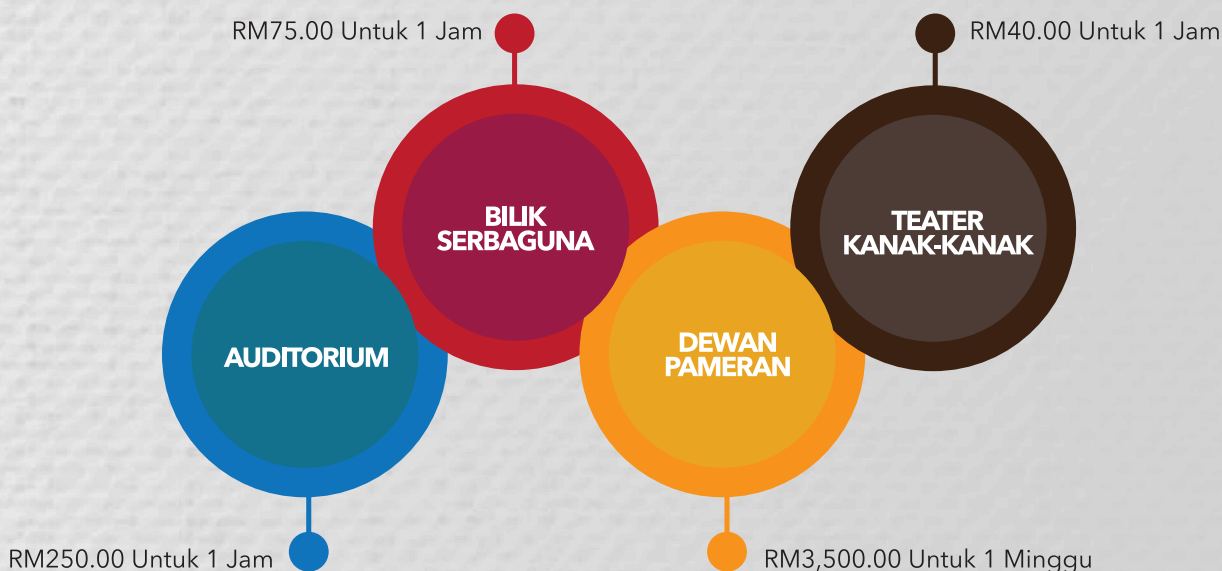 RM75.00 Untuk 1 Jam
RM40.00 Untuk 1 Jam
BILIK
SERBAGUNA
TEATER
KANAK-KANAK
AUDITORIUM
DEWAN
PAMERAN
RM250.00 Untuk 1 Jam
RM3,500.00 Untuk 1 Minggu